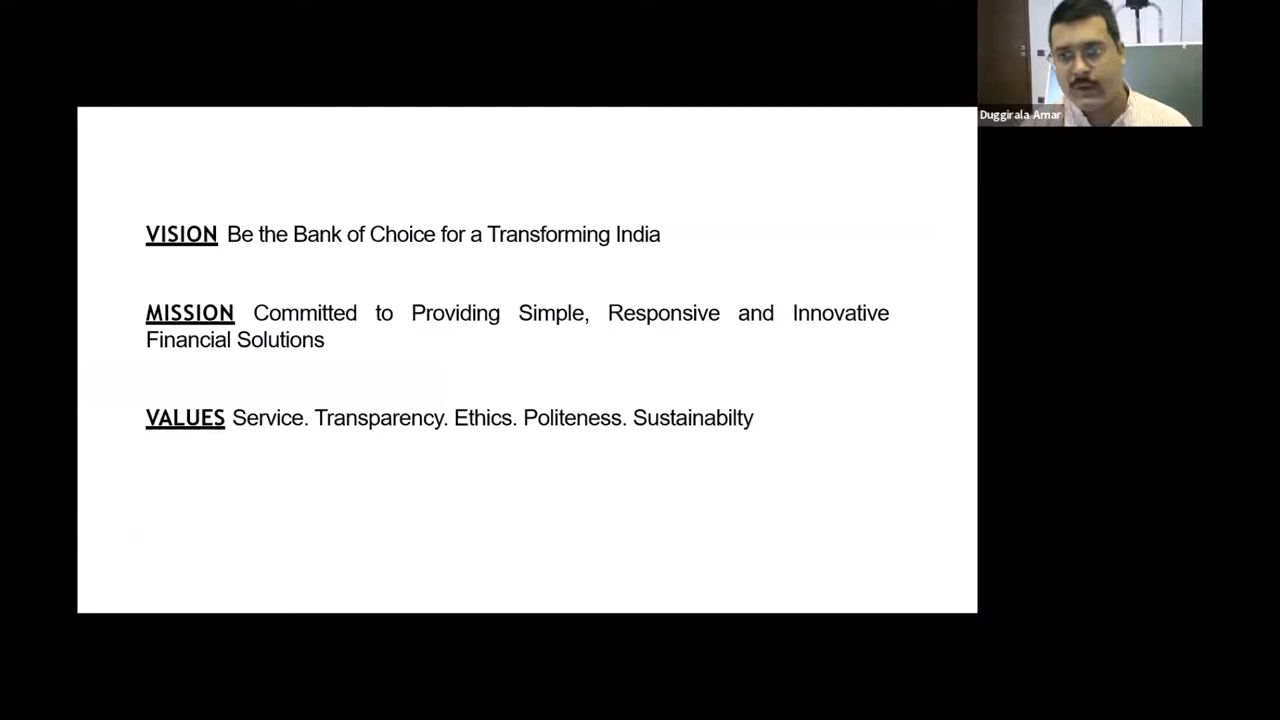 Duggirala Amar
VISION Be the Bank of Choice for a Transforming India
MISSION Committed to Providing Simple, Responsive and Innovative
Financial Solutions
VALUES Service. Transparency. Ethics. Politeness. Sustainabilty